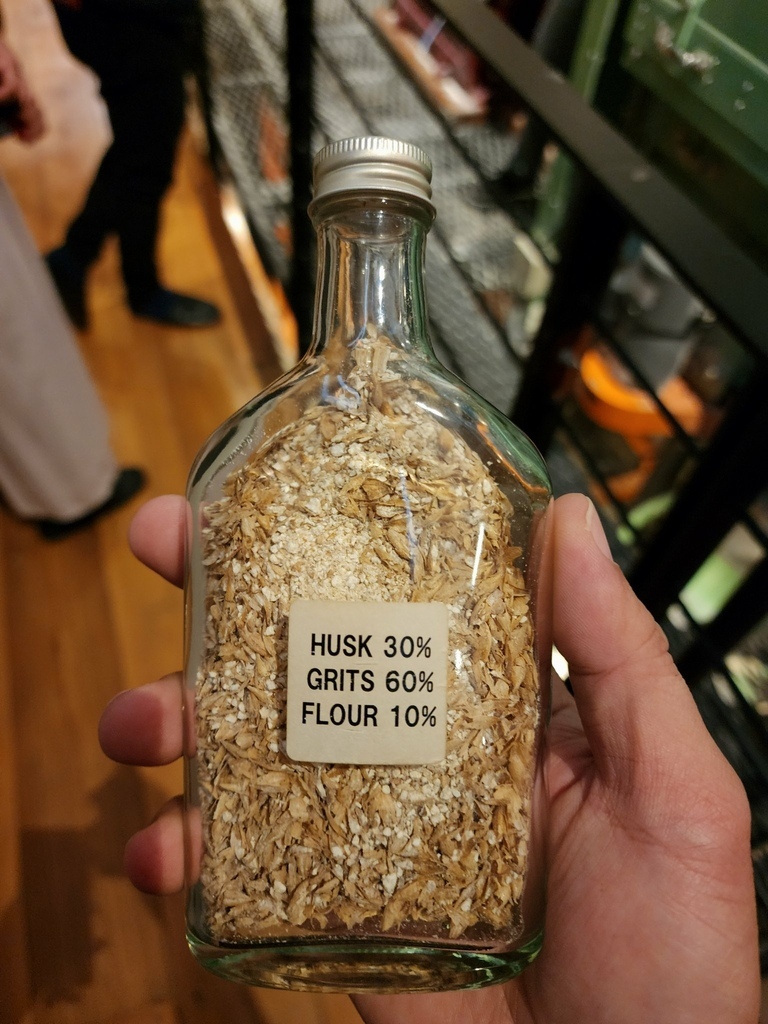 HUSK 30%
GRITS 60%
FLOUR 10%